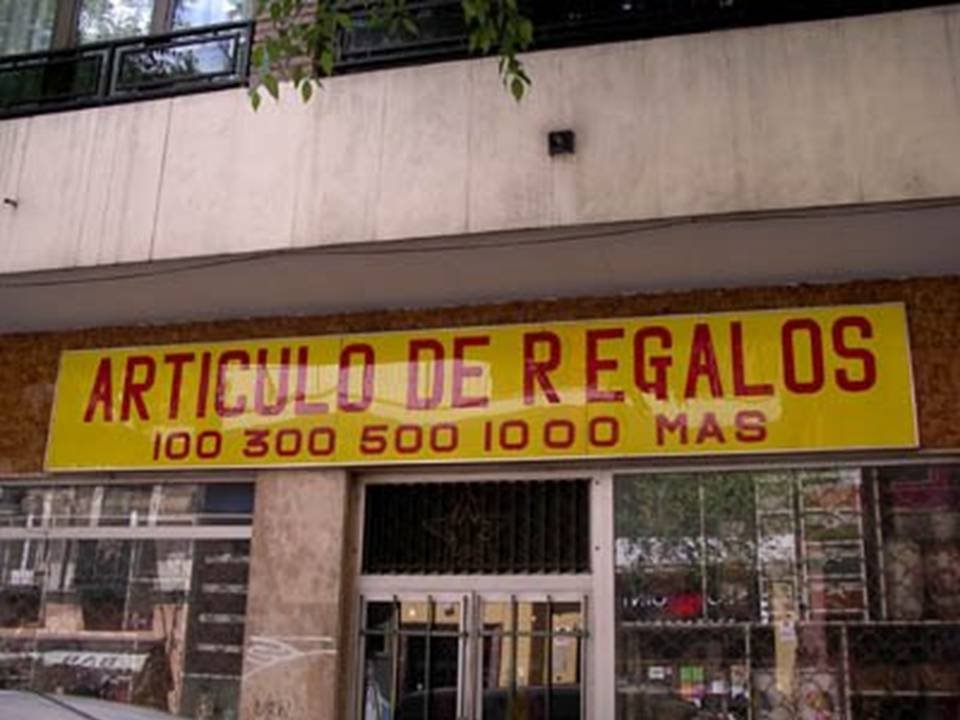 ARTICULO DE REGALOS
100 300 500 1000 MAS